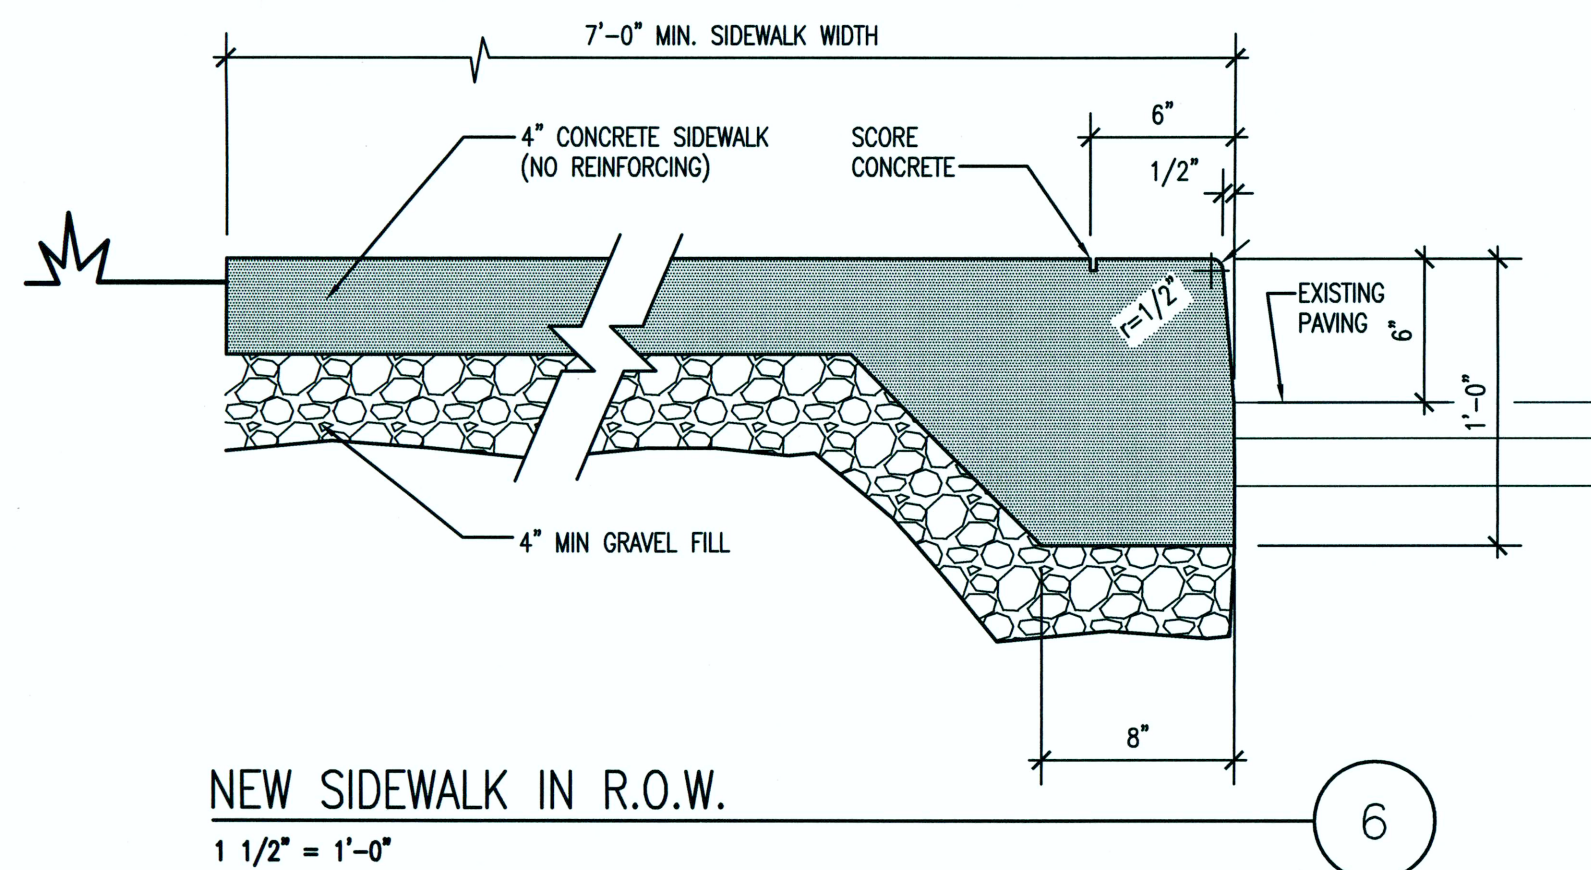 7'-0" MIN. SIDEWALK WIDTH
6"
4" CONCRETE SIDEWALK
(NO REINFORCING)
SCORE
CONCRETE
1/2"
r=1/2"
EXISTING
PAVING
6"
1'-0"
4" MIN GRAVEL FILL
8"
NEW SIDEWALK IN R.O.W.
6
1 1/2" = 1'-0"